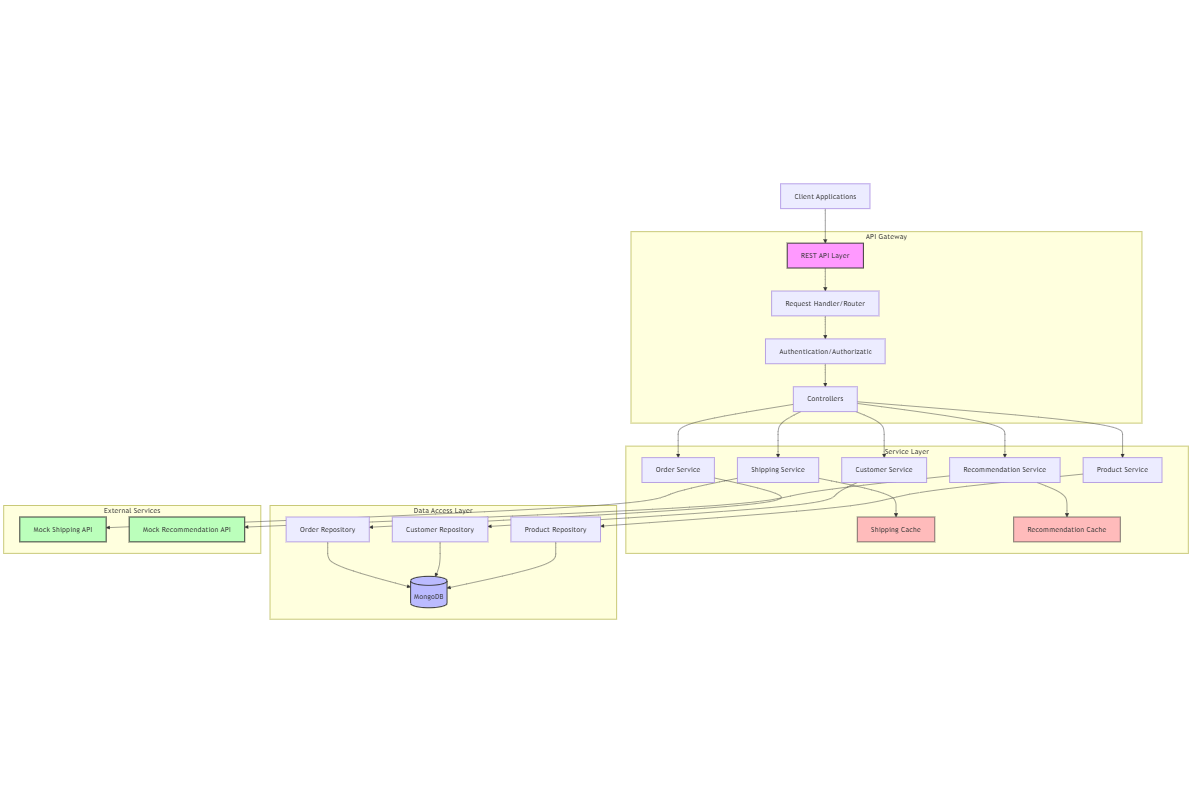 Client Applications
API Gateway
REST API Layer
Request Handler/Router
Authentication/Authorizatic
Controllers
Service Layer
Order Service
Shipping Service
Customer Service
Recommendation Service
Product Service
External Services
Data Access Layer
Mock Shipping API
Mock Recommendation API
Order Repository
Customer Repository
Product Repository
Shipping Cache
Recommendation Cache
MongoDB